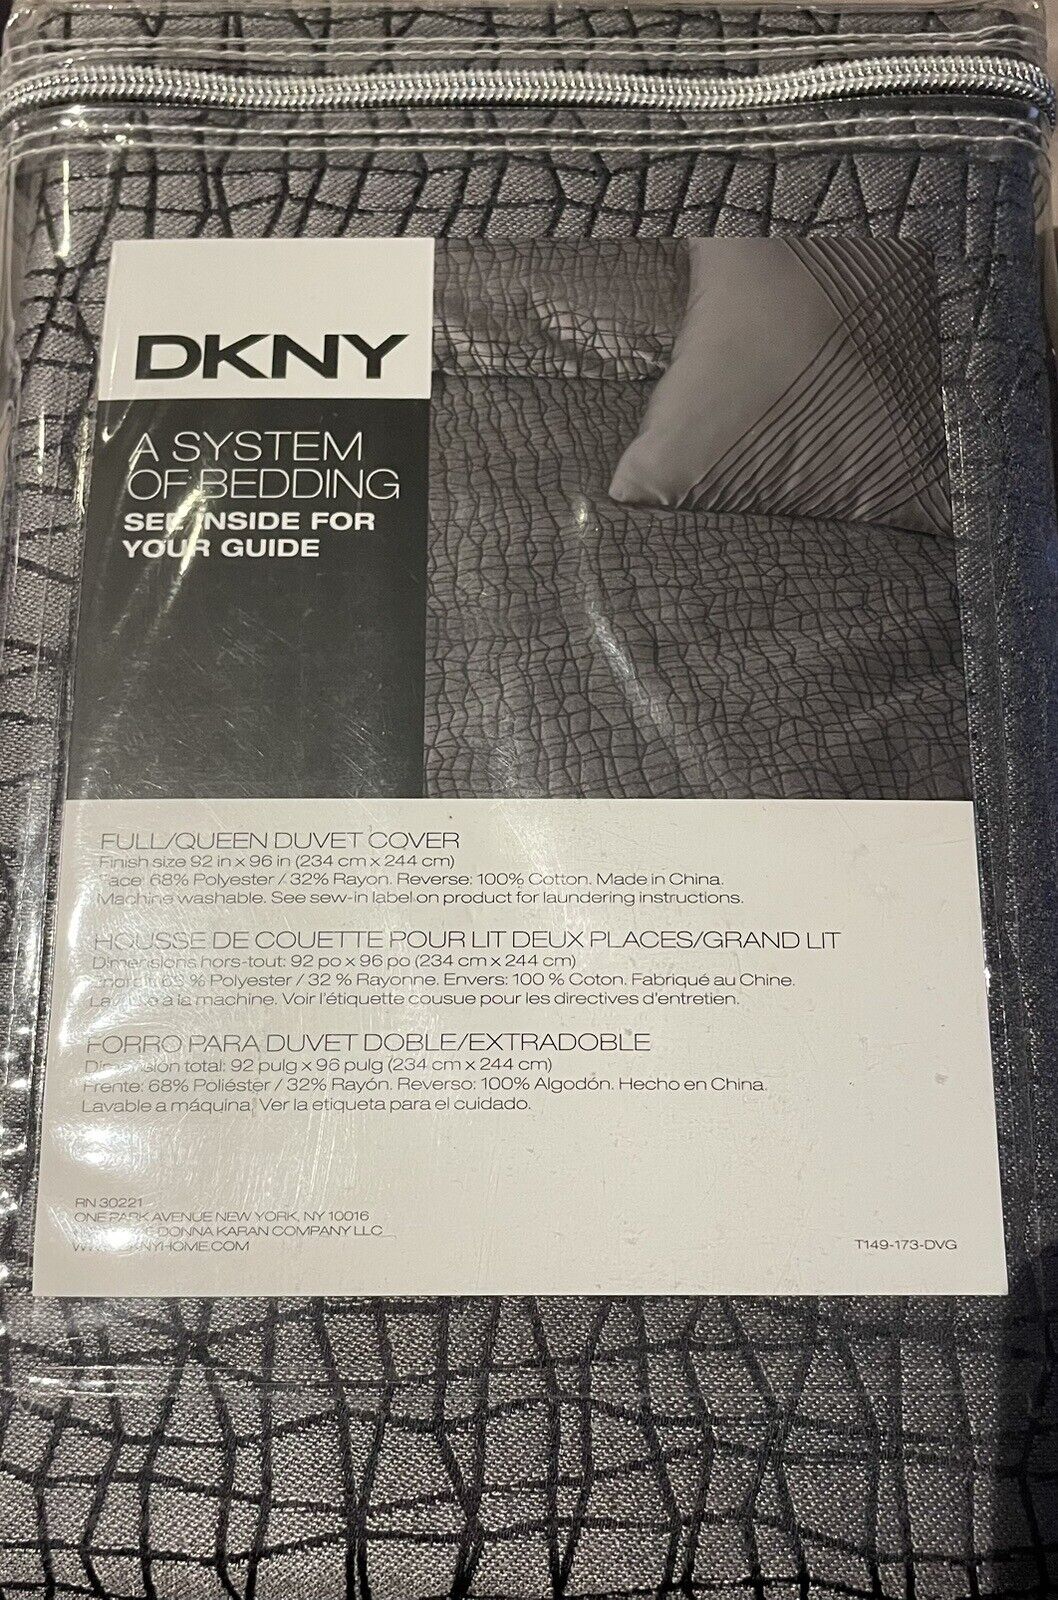 DKNY
A SYSTEM
OF BEDDING
SEE INSIDE FOR
YOUR GUIDE
FULL/QUEEN DUVET COVER
Finish size 92 in x 96 in (234 cm x 244 cm)
Face: 68% Polyester / 32% Rayon. Reverse: 100% Cotton. Made in China.
Machine washable. See sew-in label on product for laundering instructions.
HOUSSE DE COUETTE POUR LIT DEUX PLACES/GRAND LIT
Dimensions hors-tout: 92 po x 96 po (234 cm x 244 cm)
% Polyester / 32 % Rayonne. Envers: 100 % Coton. Fabriqué au Chine.
Lavable a la machine. Voir l'étiquette cousue pour les directives d'entretien.
FORRO PARA DUVET DOBLE/EXTRADOBLE
Dimension total: 92 pulg x 96 pulg (234 cm x 244 cm)
Frente: 68% Poliéster / 32% Rayón. Reverso: 100% Algodón. Hecho en China.
Lavable a máquina. Ver la etiqueta para el cuidado.
RN 30221
ONE PARK AVENUE NEW YORK, NY 10016
DONNA KARAN COMPANY LLC
WWW.DKNYHOME.COM
T149-173-DVG